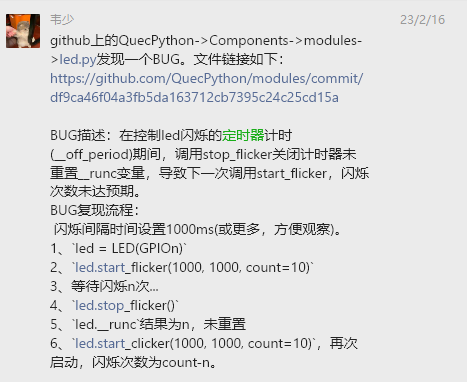 韦少
23/2/16
github上的QuecPython->Components->modules-
>led.py发现一个BUG。文件链接如下：
https://github.com/QuecPython/modules/commit/
df9ca46f04a3fb5da163712cb7395c24c25cd15a
BUG描述：在控制led闪烁的定时器计时
(__off_period)期间，调用stop_flicker关闭计时器未
重置__runc变量，导致下一次调用start_flicker，闪烁
次数未达预期。
BUG复现流程：
闪烁间隔时间设置1000ms(或更多，方便观察)。
1、`led = LED(GPIOn)`
2、`led.start_flicker(1000, 1000, count=10)`
3、等待闪烁n次...
4、`led.stop_flicker()`
5、`led.__runc`结果为n，未重置
6、`led.start_clicker(1000, 1000, count=10)`，再次
启动，闪烁次数为count-n。